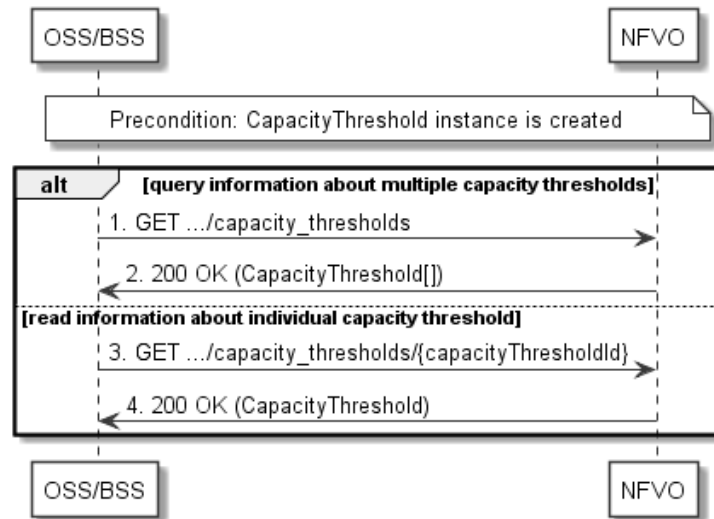 OSS/BSS
NFVO
Precondition: CapacityThreshold instance is created
alt
[query information about multiple capacity thresholds]
1. GET .../capacity_thresholds
2. 200 OK (CapacityThreshold[])
[read information about individual capacity threshold]
3. GET .../capacity_thresholds/{capacityThresholdId}
4. 200 OK (CapacityThreshold)
OSS/BSS
NFVO